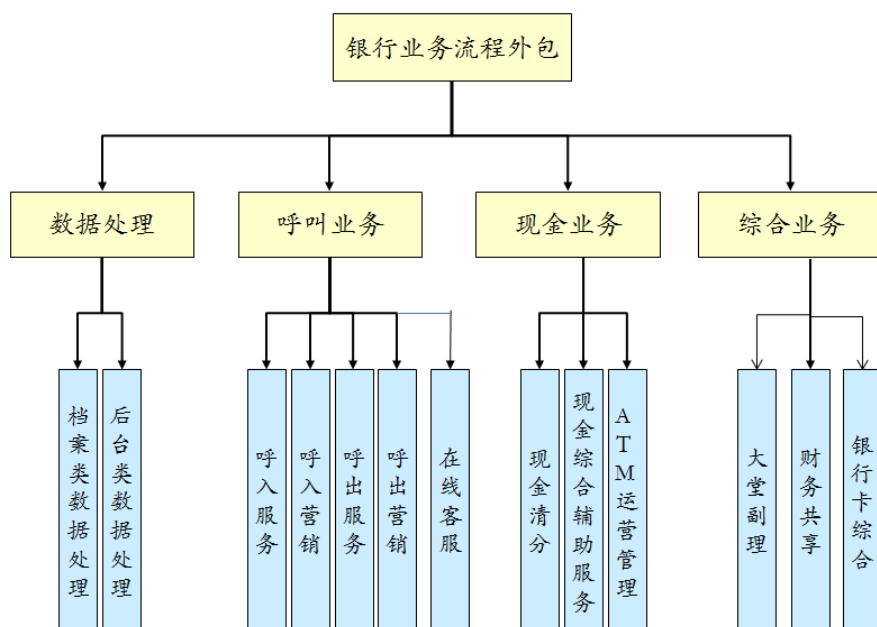 银行业务流程外包
数据处理
呼叫业务
现金业务
综合业务
档案类数据处理
后台类数据处理
呼入服务
呼入营销
呼出服务
呼出营销
在线客服
现金清分
现金综合辅助服务
ATM运营管理
大堂副理
财务共享
银行卡综合